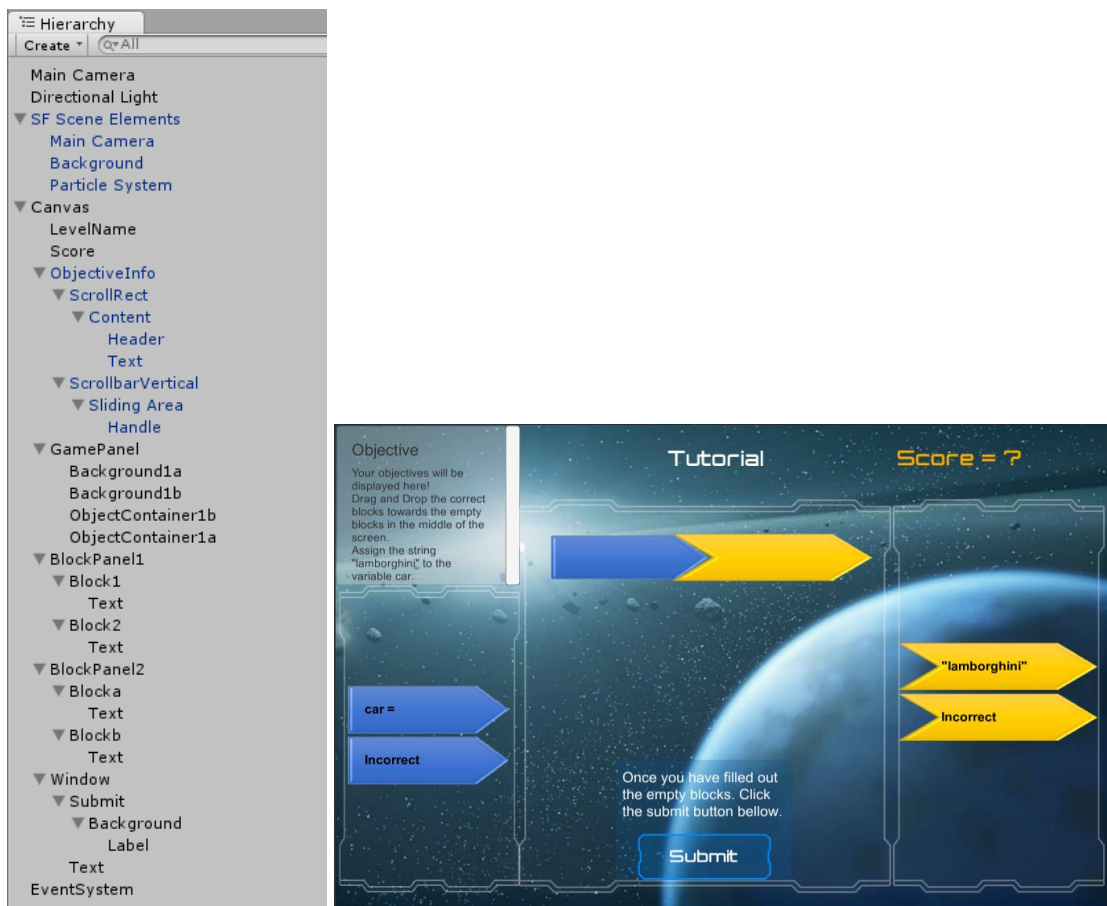 Hierarchy
Create
All
Main Camera
Directional Light
SF Scene Elements
Main Camera
Background
Particle System
Canvas
LevelName
Score
ObjectiveInfo
ScrollRect
Content
Header
Text
ScrollbarVertical
Sliding Area
Handle
GamePanel
Background1a
Background1b
ObjectContainer1b
ObjectContainer1a
BlockPanel1
Block1
Text
Block2
Text
BlockPanel2
Blocka
Text
Blockb
Text
Window
Submit
Background
Label
Text
EventSystem
Objective
Your objectives will be
displayed here!
Drag and Drop the correct
blocks towards the empty
blocks in the middle of the
screen.
Assign the string
"lamborghini" to the
variable car.
Tutorial
Score = ?
car =
Incorrect
"lamborghini"
Incorrect
Once you have filled out
the empty blocks. Click
the submit button bellow.
Submit